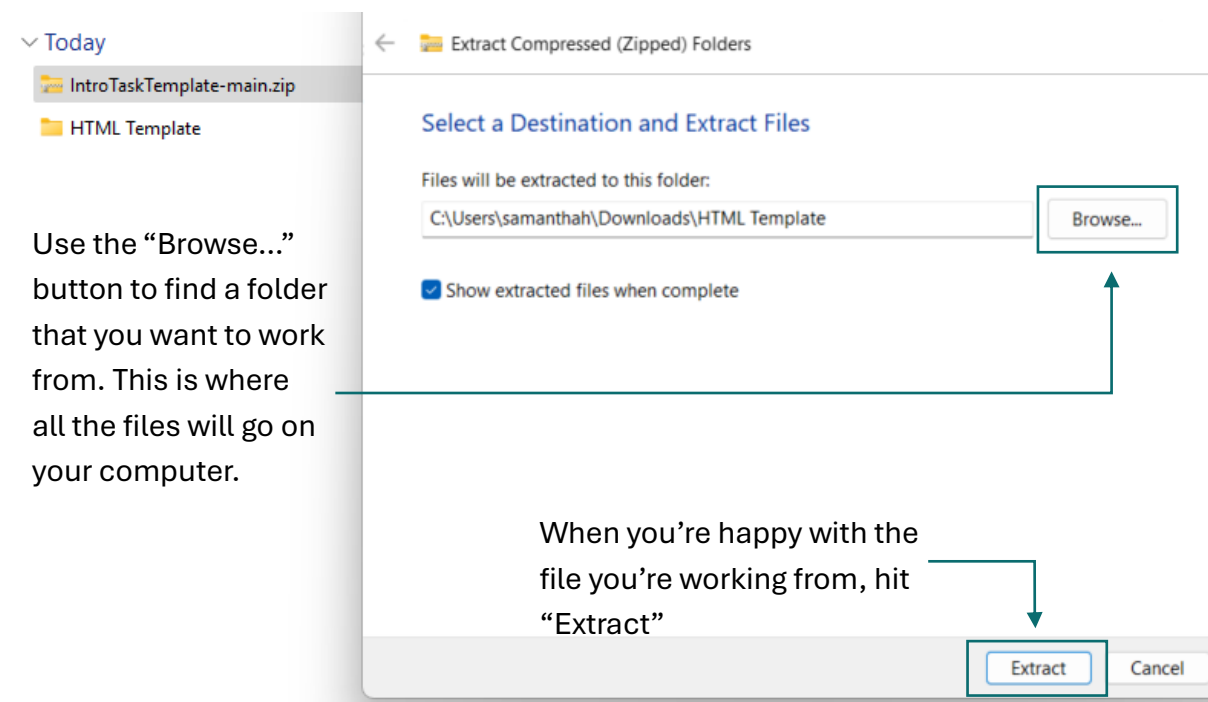 Today
IntroTaskTemplate-main.zip
HTML Template
Use the “Browse…”
button to find a folder
that you want to work
from. This is where
all the files will go on
your computer.
Extract Compressed (Zipped) Folders
Select a Destination and Extract Files
Files will be extracted to this folder:
C:\Users\samanthah\Downloads\HTML Template
Browse...
Show extracted files when complete
When you’re happy with the
file you’re working from, hit
“Extract”
Extract
Cancel